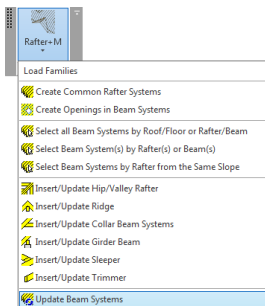 Rafter+M
Load Families
Create Common Rafter Systems
Create Openings in Beam Systems
Select all Beam Systems by Roof/Floor or Rafter/Beam
Select Beam System(s) by Rafter(s) or Beam(s)
Select Beam Systems by Rafter from the Same Slope
Insert/Update Hip/Valley Rafter
Insert/Update Ridge
Insert/Update Collar Beam Systems
Insert/Update Girder Beam
Insert/Update Sleeper
Insert/Update Trimmer
Update Beam Systems